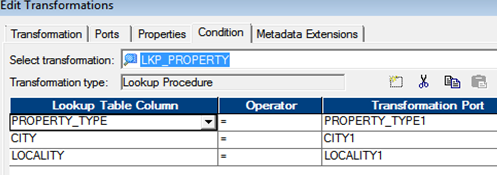 Edit Transformations
Transformation Ports Properties Condition Metadata Extensions
Select transformation: LKP_PROPERTY
Transformation type: Lookup Procedure
Lookup Table Column Operator Transformation Port
PROPERTY_TYPE = PROPERTY_TYPE1
CITY = CITY1
LOCALITY = LOCALITY1